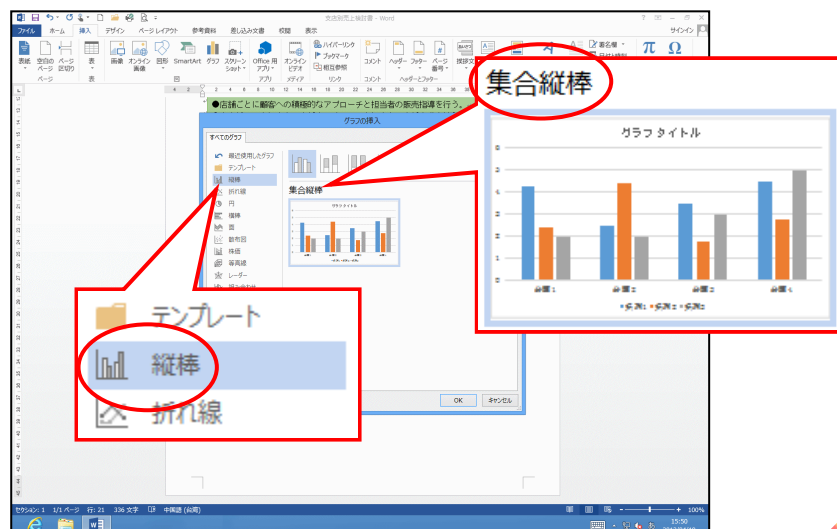 支店別売上検討書 - Word
サインイン
ファイル ホーム 挿入 デザイン ページ レイアウト 参考資料 差し込み文書 校閲 表示
表紙 空白の ページ 表 画像 オンライン 図形 SmartArt グラフ スクリーン Office 用 オンライン ハイパーリンク コメント ヘッダー フッター ページ
ページ 区切り 画像 ショット アプリ ビデオ ブックマーク 番号
相互参照
ページ 表 図 アプリ メディア リンク コメント ヘッダーとフッター
●店舗ごとに顧客への積極的なアプローチと担当者の販売指導を行う。
グラフの挿入
すべてのグラフ
最近使用したグラフ
テンプレート
縦棒
折れ線
円
横棒
面
散布図
株価
等高線
レーダー
集合縦棒
グラフ タイトル
OK キャンセル
集合縦棒
グラフ タイトル
テンプレート
縦棒
折れ線
セクション: 1 1/1 ページ 行: 21 336 文字 中国語 (台湾)
100%
15:50